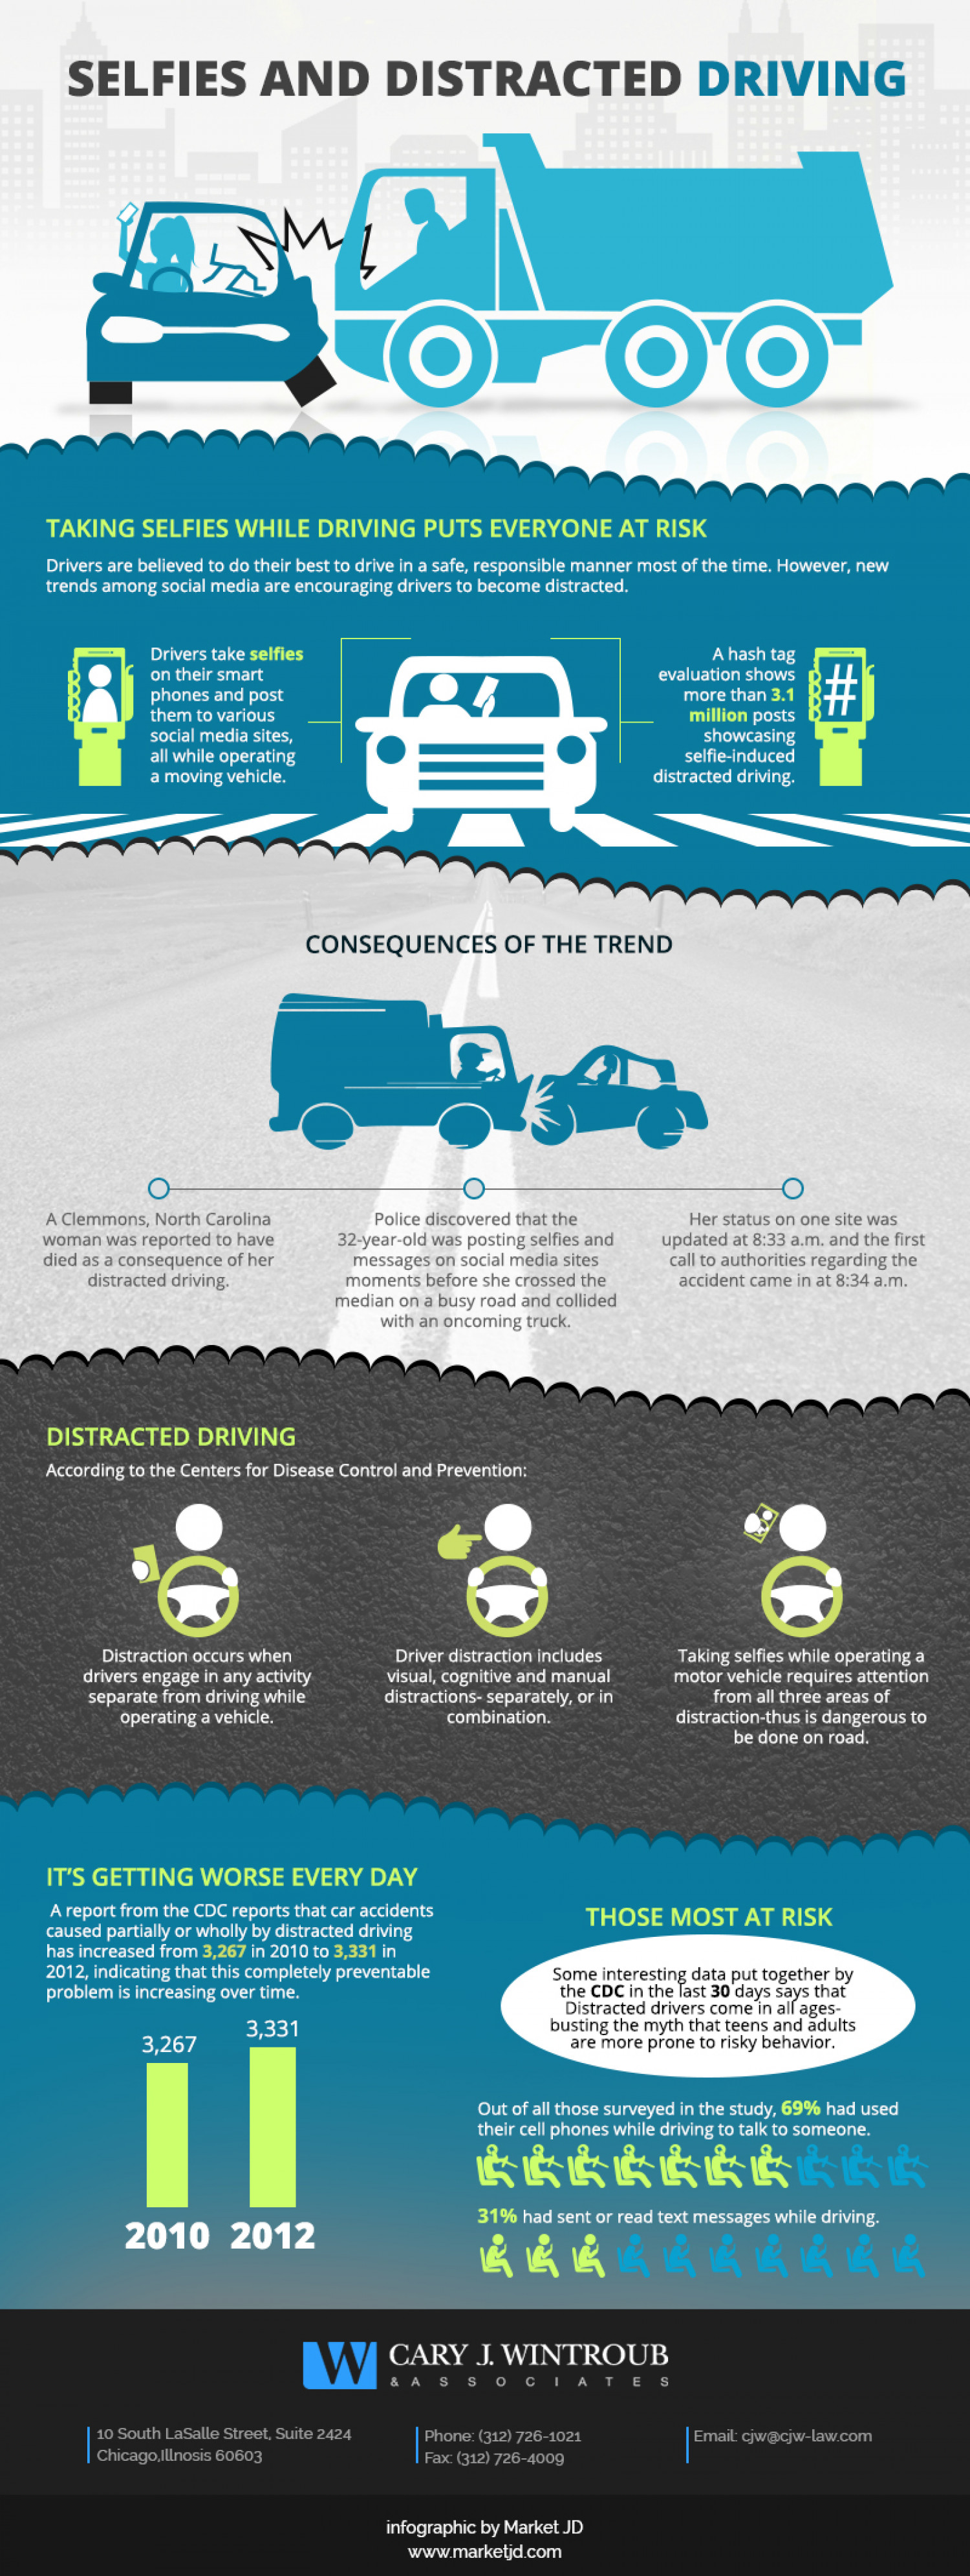 SELFIES AND DISTRACTED DRIVING
TAKING SELFIES WHILE DRIVING PUTS EVERYONE AT RISK
Drivers are believed to do their best to drive in a safe, responsible manner most of the time. However, new
trends among social media are encouraging drivers to become distracted.
Drivers take selfies
on their smart
phones and post
them to various
social media sites,
all while operating
a moving vehicle.
A hash tag
evaluation shows
more than 3.1
million posts
showcasing
selfie-induced
distracted driving.
#
CONSEQUENCES OF THE TREND
A Clemmons, North Carolina
woman was reported to have
died as a consequence of her
distracted driving.
Police discovered that the
32-year-old was posting selfies and
messages on social media sites
moments before she crossed the
median on a busy road and collided
with an oncoming truck.
Her status on one site was
updated at 8:33 a.m. and the first
call to authorities regarding the
accident came in at 8:34 a.m.
DISTRACTED DRIVING
According to the Centers for Disease Control and Prevention:
Distraction occurs when
drivers engage in any activity
separate from driving while
operating a vehicle.
Driver distraction includes
visual, cognitive and manual
distractions- separately, or in
combination.
Taking selfies while operating a
motor vehicle requires attention
from all three areas of
distraction-thus is dangerous to
be done on road.
IT'S GETTING WORSE EVERY DAY
A report from the CDC reports that car accidents
caused partially or wholly by distracted driving
has increased from 3,267 in 2010 to 3,331 in
2012, indicating that this completely preventable
problem is increasing over time.
3,267
3,331
2010 2012
THOSE MOST AT RISK
Some interesting data put together by
the CDC in the last 30 days says that
Distracted drivers come in all ages-
busting the myth that teens and adults
are more prone to risky behavior.
Out of all those surveyed in the study, 69% had used
their cell phones while driving to talk to someone.
31% had sent or read text messages while driving.
W CARY J. WINTROUB
& ASSOCIATES
10 South LaSalle Street, Suite 2424
Chicago,Illnosis 60603
Phone: (312) 726-1021
Fax: (312) 726-4009
Email: cjw@cjw-law.com
infographic by Market JD
www.marketjd.com